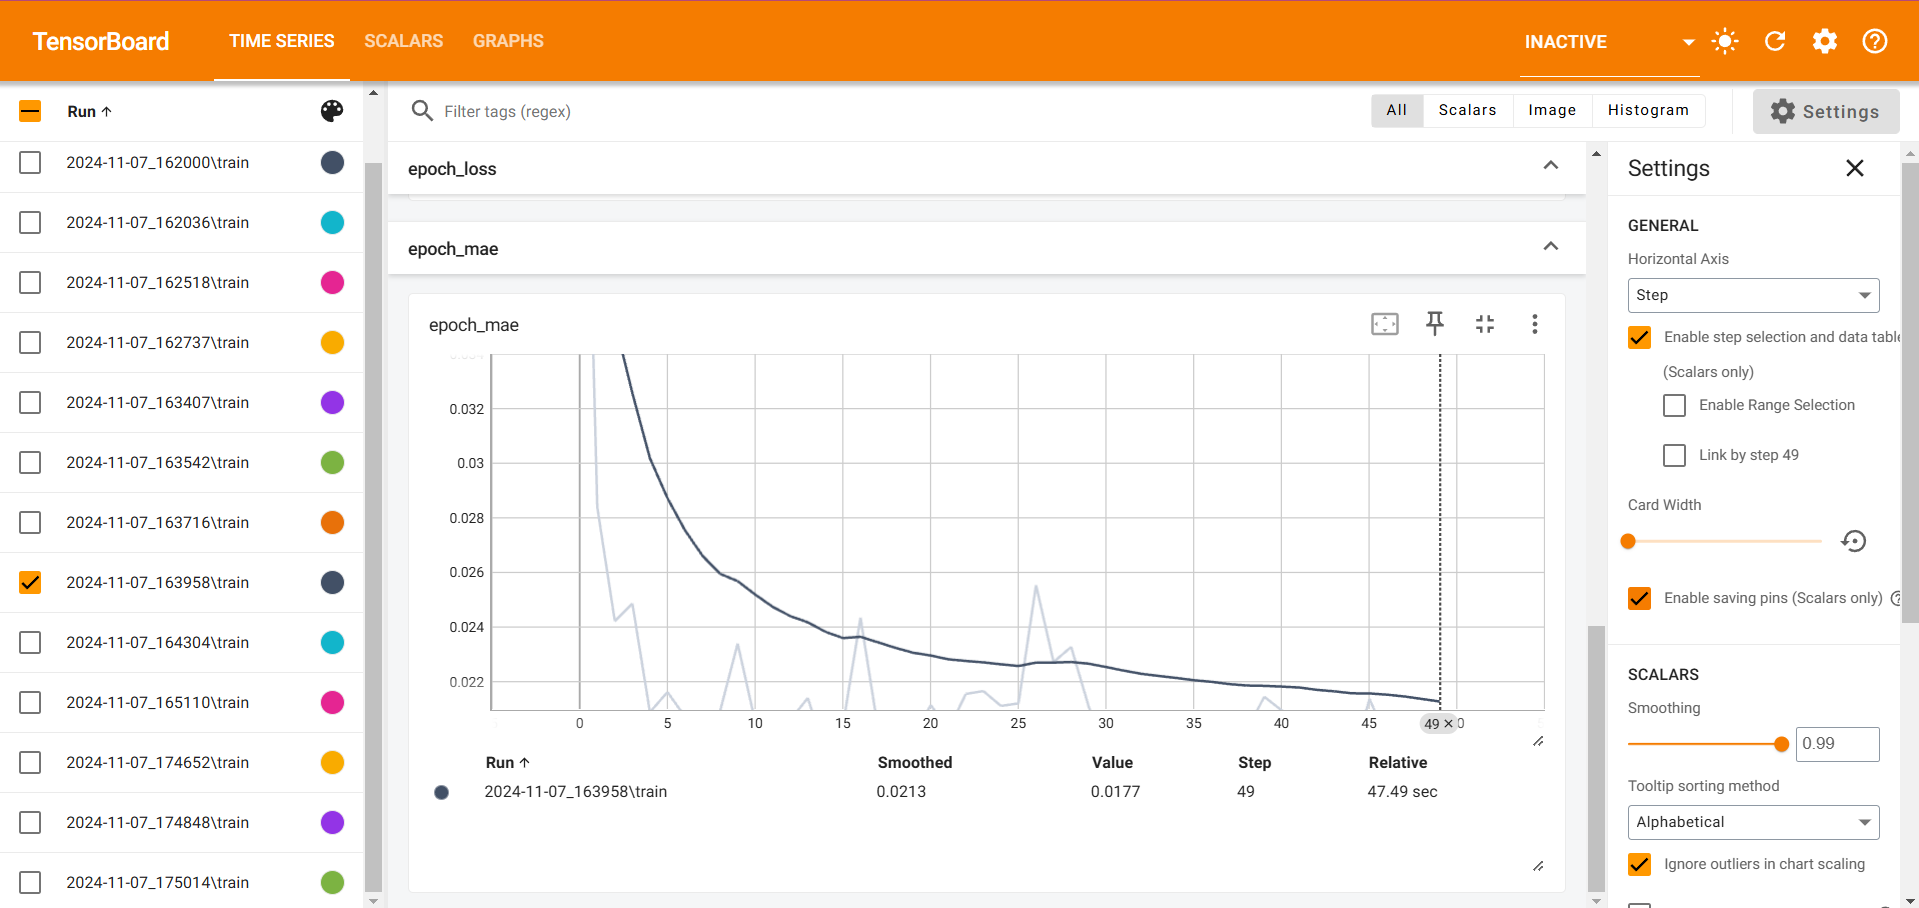 TensorBoard
TIME SERIES
SCALARS
GRAPHS
INACTIVE
Run
2024-11-07_162000\train
2024-11-07_162036\train
2024-11-07_162518\train
2024-11-07_162737\train
2024-11-07_163407\train
2024-11-07_163542\train
2024-11-07_163716\train
2024-11-07_163958\train
2024-11-07_164304\train
2024-11-07_165110\train
2024-11-07_174652\train
2024-11-07_174848\train
2024-11-07_175014\train
Filter tags (regex)
All
Scalars
Image
Histogram
Settings
epoch_loss
epoch_mae
epoch_mae
0.034
0.032
0.03
0.028
0.026
0.024
0.022
0 5 10 15 20 25 30 35 40 45 49 × 0
Run Smoothed Value Step Relative
2024-11-07_163958\train 0.0213 0.0177 49 47.49 sec
Settings
GENERAL
Horizontal Axis
Step
Enable step selection and data table
(Scalars only)
Enable Range Selection
Link by step 49
Card Width
Enable saving pins (Scalars only)
SCALARS
Smoothing
0.99
Tooltip sorting method
Alphabetical
Ignore outliers in chart scaling